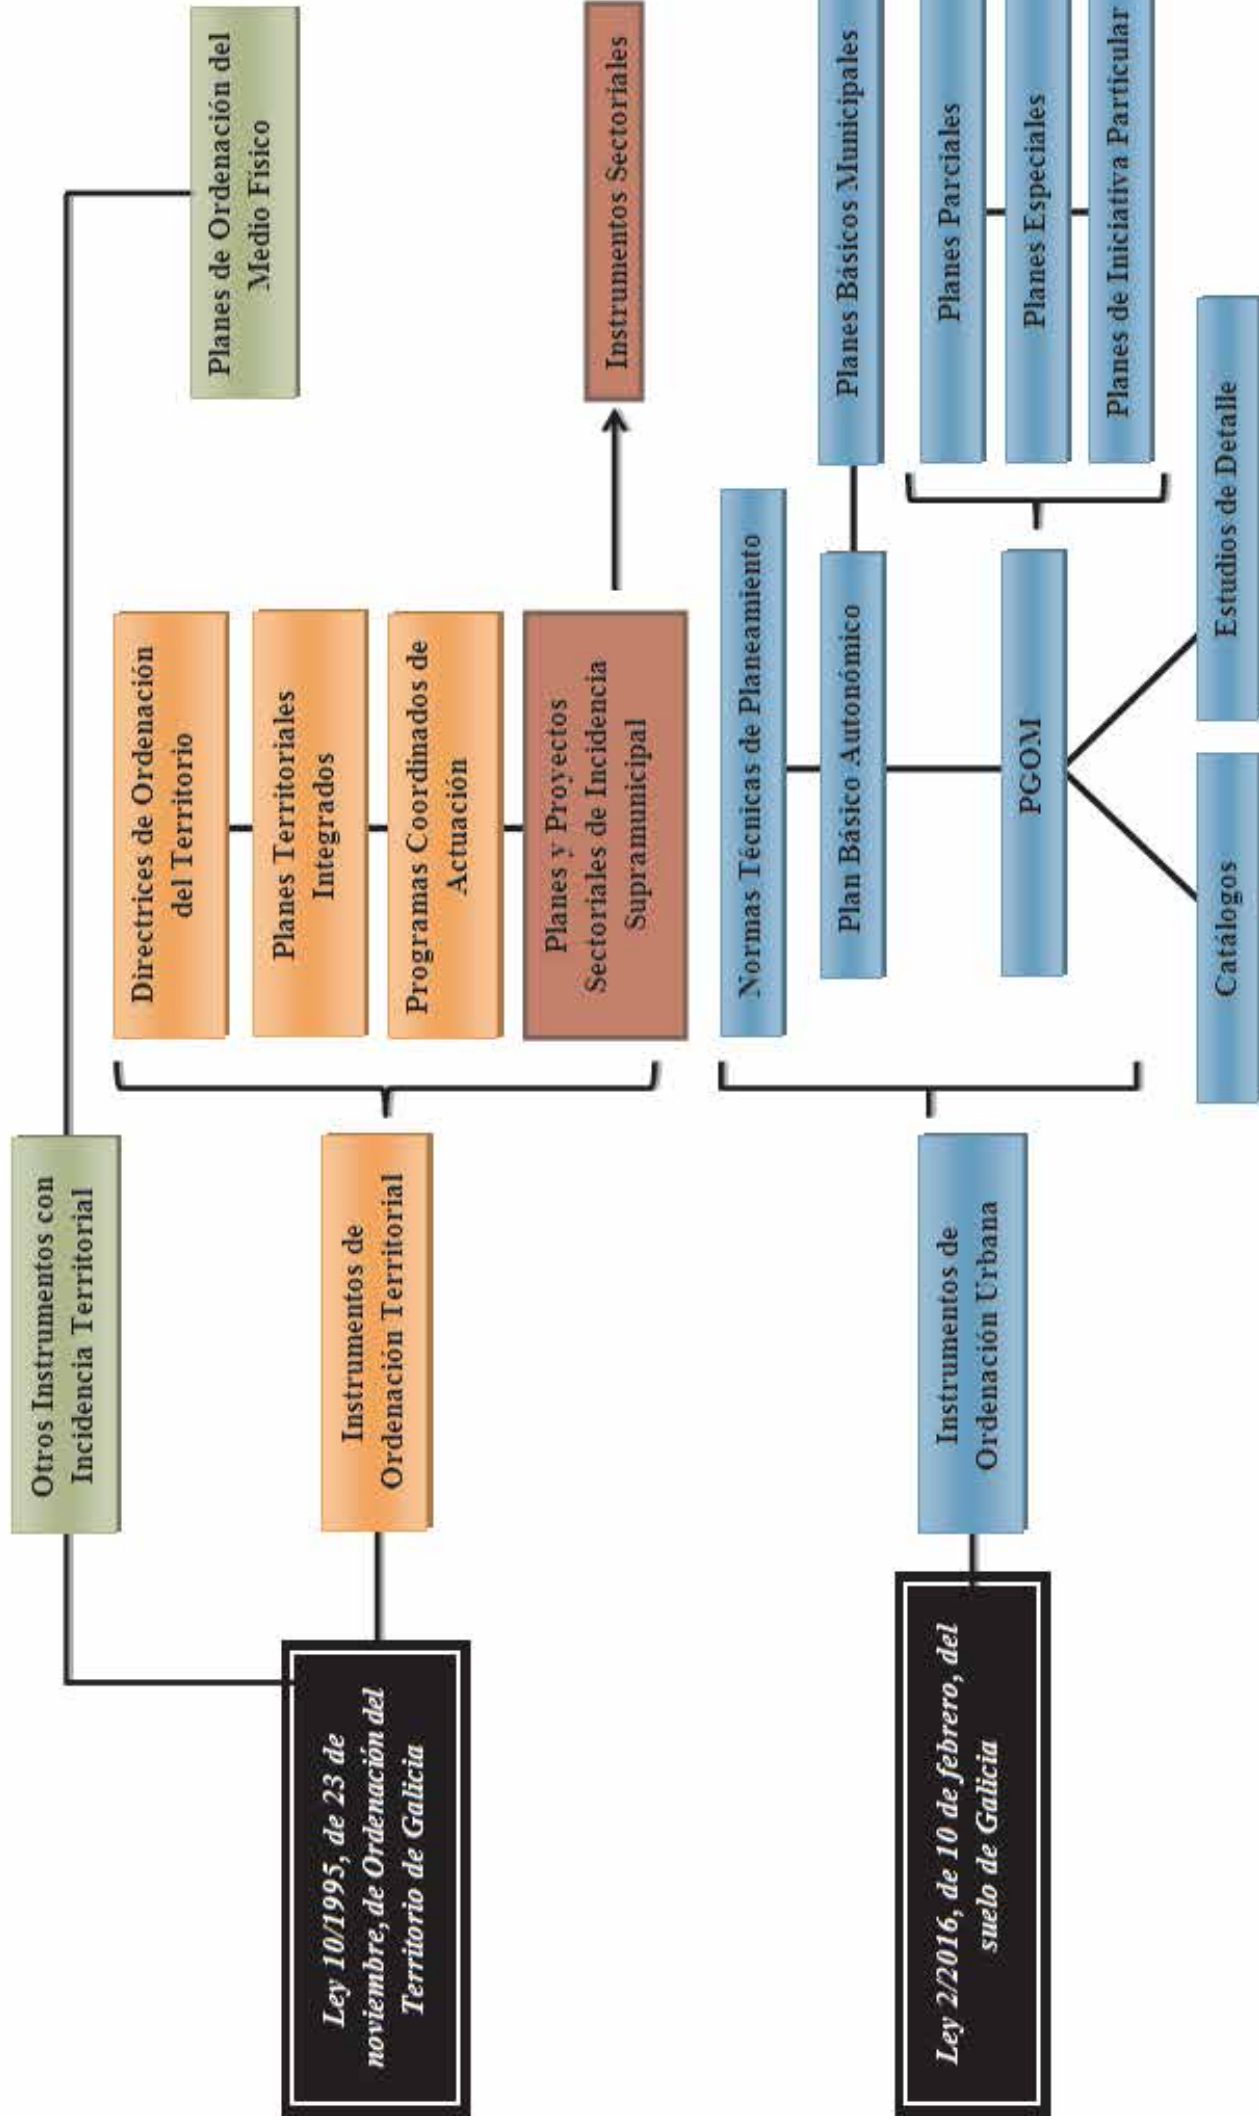 Otros Instrumentos con
Incidencia Territorial
Planes de Ordenación del
Medio Físico
Ley 10/1995, de 23 de
noviembre, de Ordenación del
Territorio de Galicia
Instrumentos de
Ordenación Territorial
Directrices de Ordenación
del Territorio
Planes Territoriales
Integrados
Programas Coordinados de
Actuación
Planes y Proyectos
Sectoriales de Incidencia
Supramunicipal
Instrumentos Sectoriales
Ley 2/2016, de 10 de febrero, del
suelo de Galicia
Instrumentos de
Ordenación Urbana
Normas Técnicas de Planeamiento
Plan Básico Autonómico
Planes Básicos Municipales
PGOM
Planes Parciales
Planes Especiales
Planes de Iniciativa Particular
Catálogos
Estudios de Detalle